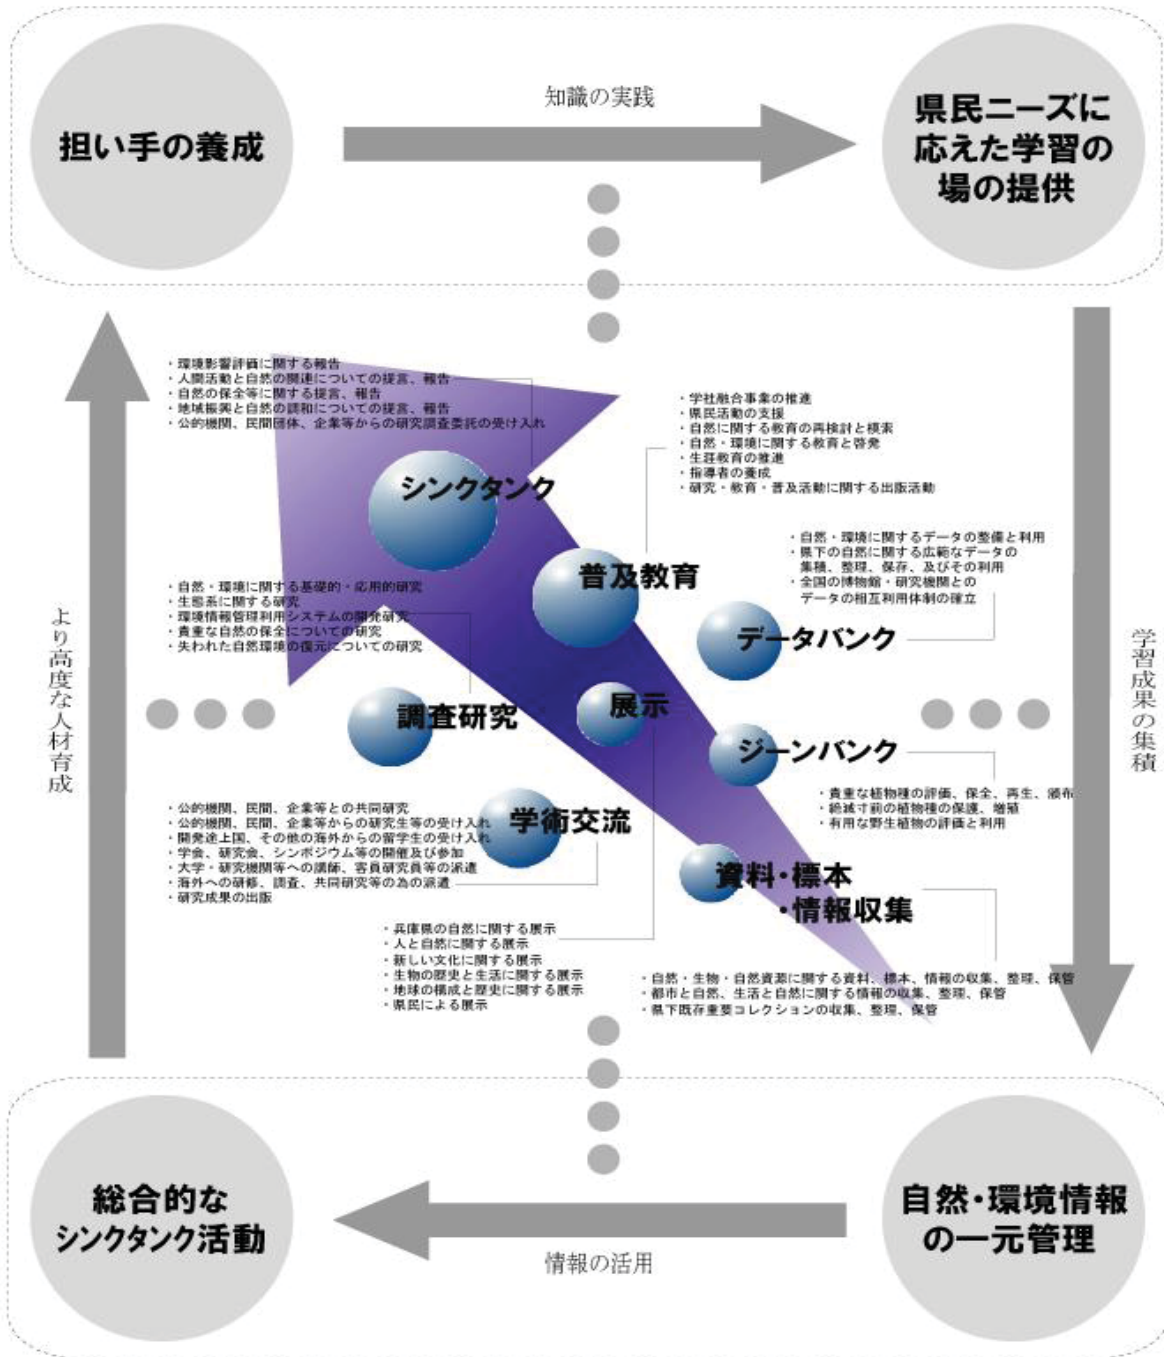 知識の実践
担い手の養成
県民ニーズに
応えた学習の
場の提供
・環境影響評価に関する報告
・人間活動と自然の関連についての提言、報告
・自然の保全等に関する提言、報告
・地域振興と自然の調和についての提言、報告
・公的機関、民間団体、企業等からの研究調査委託の受け入れ
シンクタンク
・学社融合事業の推進
・県民活動の支援
・自然に関する教育の再検討と模索
・自然・環境に関する教育と啓発
・生涯教育の推進
・指導者の養成
・研究・教育・普及活動に関する出版活動
普及教育
・自然・環境に関するデータの整備と利用
・県下の自然に関する広範なデータの
集積、整理、保存、及びその利用
・全国の博物館・研究機関との
データの相互利用体制の確立
データバンク
・自然・環境に関する基礎的・応用的研究
・生態系に関する研究
・環境情報管理利用システムの開発研究
・貴重な自然の保全についての研究
・失われた自然環境の復元についての研究
調査研究
展示
ジーンバンク
・貴重な植物種の評価、保全、再生、頒布
・絶滅寸前の植物種の保護、増殖
・有用な野生植物の評価と利用
より高度な人材育成
学習成果の集積
・公的機関、民間、企業等との共同研究
・公的機関、民間、企業等からの研究生等の受け入れ
・開発途上国、その他の海外からの留学生の受け入れ
・学会、研究会、シンポジウム等の開催及び参加
・大学・研究機関等への講師、客員研究員等の派遣
・海外への研修、調査、共同研究等の為の派遣
・研究成果の出版
学術交流
資料・標本
・情報収集
・兵庫県の自然に関する展示
・人と自然に関する展示
・新しい文化に関する展示
・生物の歴史と生活に関する展示
・地球の構成と歴史に関する展示
・県民による展示
・自然・生物・自然資源に関する資料、標本、情報の収集、整理、保管
・都市と自然、生活と自然に関する情報の収集、整理、保管
・県下既存重要コレクションの収集、整理、保管
総合的な
シンクタンク活動
自然・環境情報
の一元管理
情報の活用